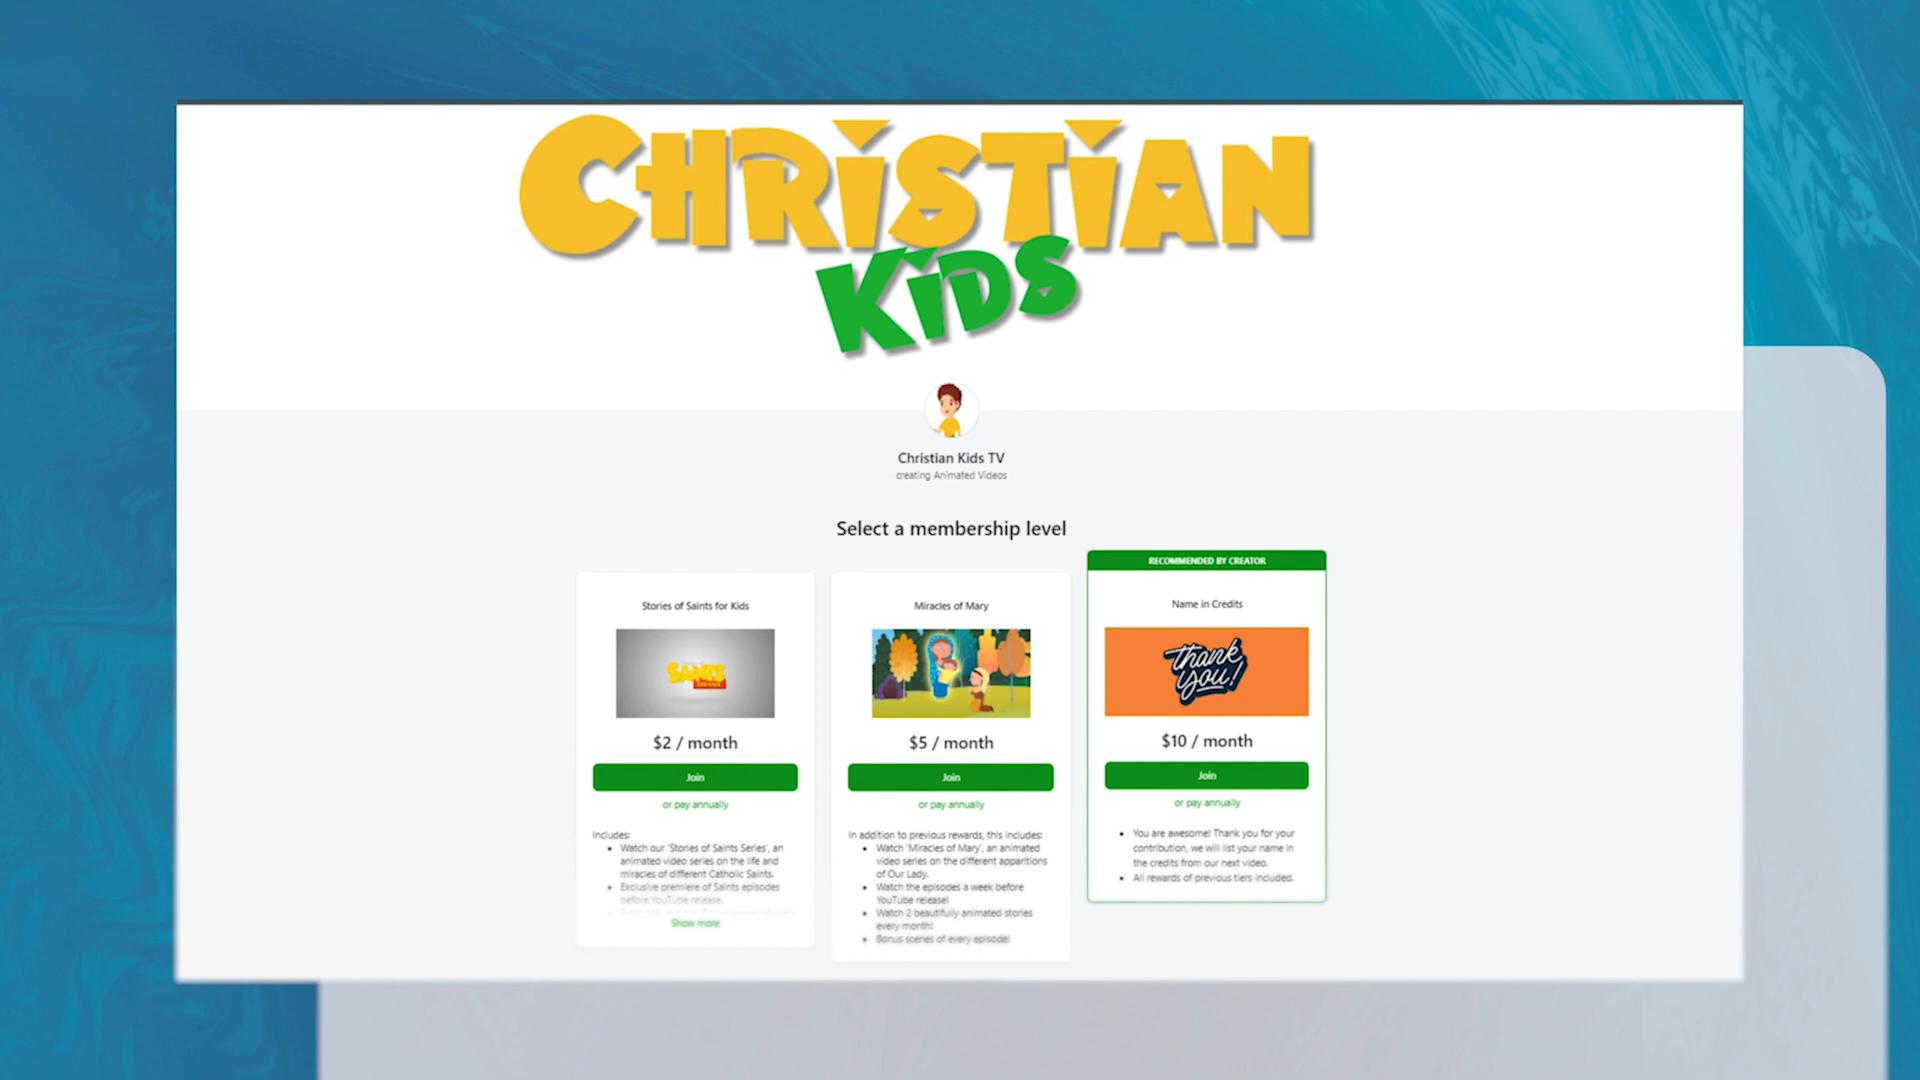 CHRISTIAN
KIDS
Christian Kids TV
creating Animated Videos
Select a membership level
Stories of Saints for Kids
SAINTS
$2 / month
Join
or pay annually
Includes:
• Watch our 'Stories of Saints Series', an
animated video series on the life and
miracles of different Catholic Saints.
• Exclusive premiere of Saints episodes
before YouTube release.
Show more
Miracles of Mary
$5 / month
Join
or pay annually
In addition to previous rewards, this includes:
• Watch 'Miracles of Mary', an animated
video series on the different apparitions
of Our Lady.
• Watch the episodes a week before
YouTube release!
• Watch 2 beautifully animated stories
every month!
• Bonus scenes of every episode!
RECOMMENDED BY CREATOR
Name in Credits
thank
you!
$10 / month
Join
or pay annually
• You are awesome! Thank you for your
contribution, we will list your name in
the credits from our next video.
• All rewards of previous tiers included.